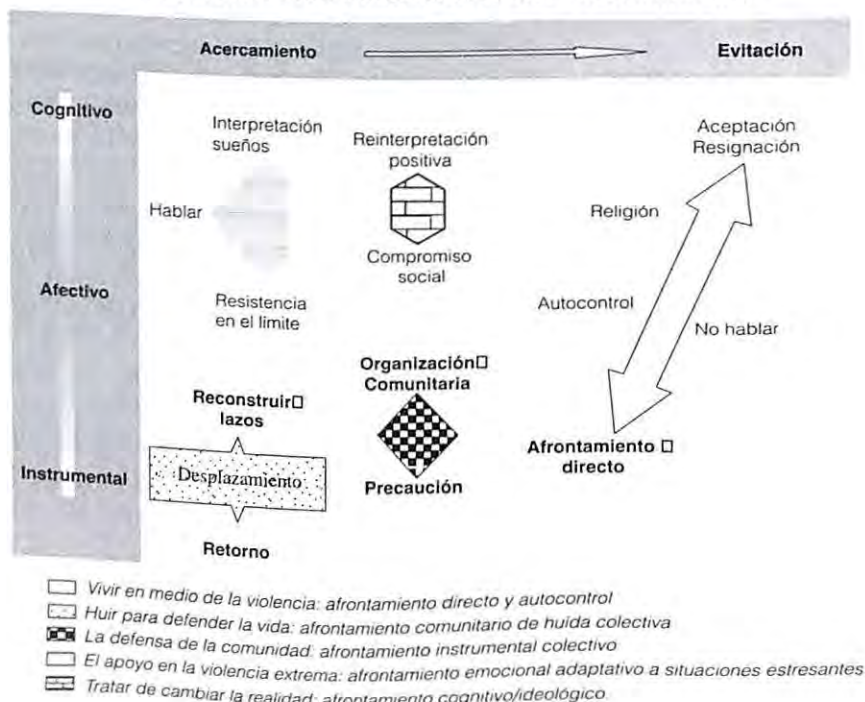 Acercamiento
Evitación
Cognitivo
Interpretación
sueños
Reinterpretación
positiva
Aceptación
Resignación
Hablar
Religión
Compromiso
social
Afectivo
Resistencia
en el límite
Autocontrol
No hablar
Organización□
Comunitaria
Reconstruir□
lazos
Afrontamiento □
directo
Instrumental
Desplazamiento
Precaución
Retorno
Vivir en medio de la violencia: afrontamiento directo y autocontrol
Huir para defender la vida: afrontamiento comunitario de huida colectiva
La defensa de la comunidad: afrontamiento instrumental colectivo
El apoyo en la violencia extrema: afrontamiento emocional adaptativo a situaciones estresantes
Tratar de cambiar la realidad: afrontamiento cognitivo/ideológico.